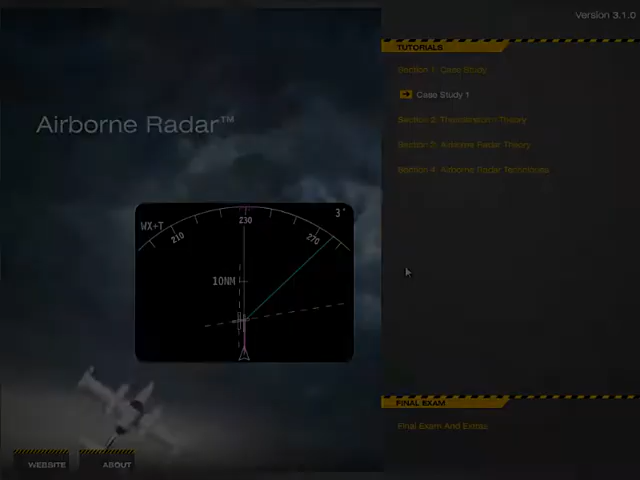 Version 3.1.0
TUTORIALS
Section 1: Case Study
Case Study 1
Section 2: Thunderstorm Theory
Section 3: Airborne Radar Theory
Section 4: Airborne Radar Techniques
Airborne Radar™
WX+T
3°
210
230
270
10NM
FINAL EXAM
Final Exam And Extras
WEBSITE
ABOUT